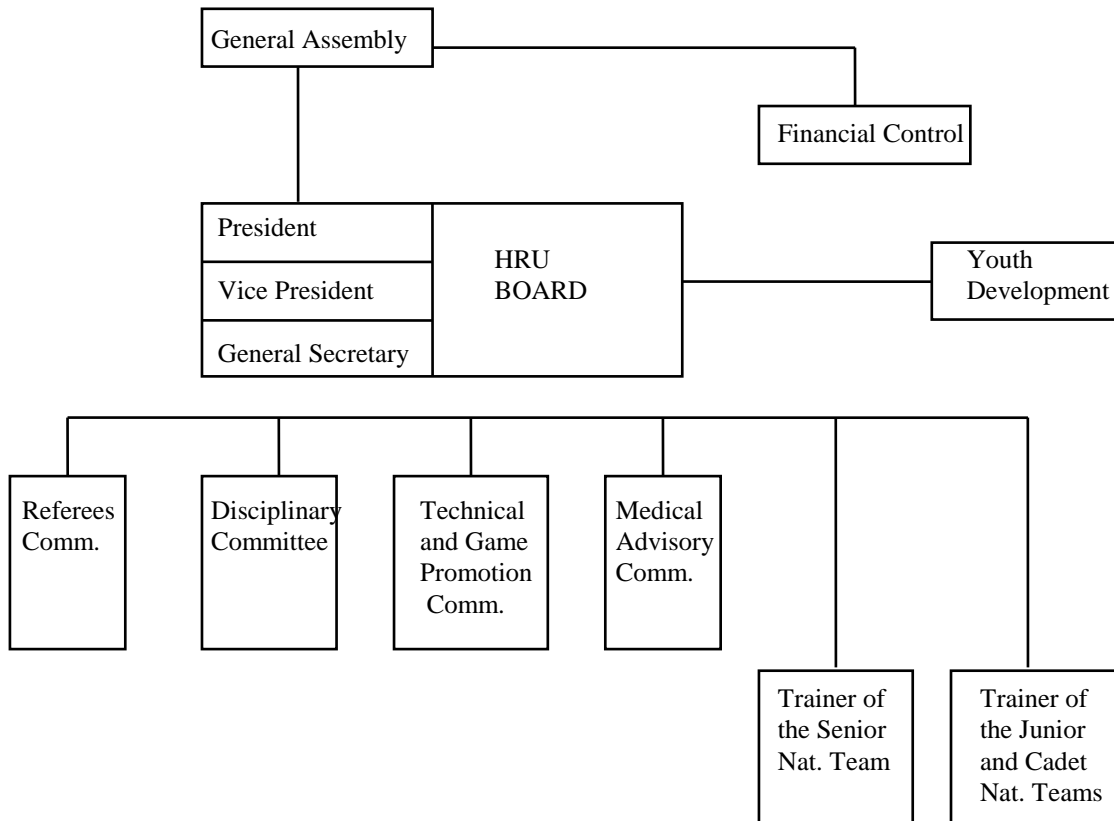 General Assembly
Financial Control
President
Vice President
General Secretary
HRU
BOARD
Youth
Development
Referees
Comm.
Disciplinary
Committee
Technical
and Game
Promotion
Comm.
Medical
Advisory
Comm.
Trainer of
the Senior
Nat. Team
Trainer of
the Junior
and Cadet
Nat. Teams